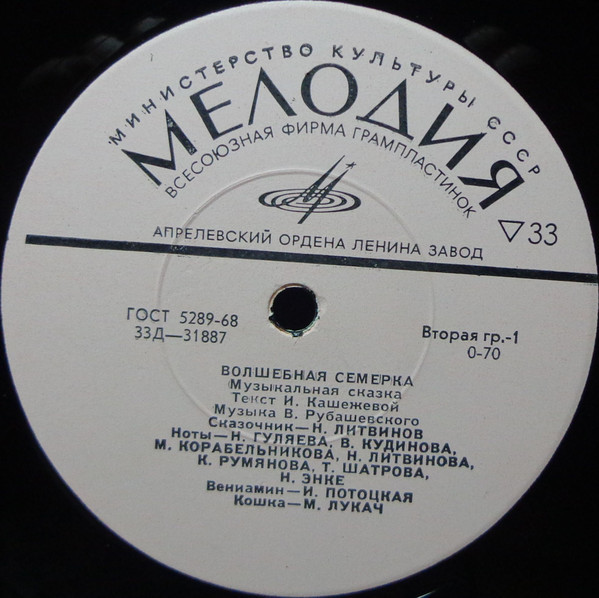 МИНИСТЕРСТВО КУЛЬТУРЫ СССР
МЕЛОДИЯ
ВСЕСОЮЗНАЯ ФИРМА ГРАМПЛАСТИНОК
АПРЕЛЕВСКИЙ ОРДЕНА ЛЕНИНА ЗАВОД
▽33
ГОСТ 5289-68
33Д—31887
Вторая гр.-1
0-70
ВОЛШЕБНАЯ СЕМЕРКА
Музыкальная сказка
Текст И. Кашежевой
Музыка В. Рубашевского
Сказочник—Н. ЛИТВИНОВ
Ноты—Н. ГУЛЯЕВА, В. КУДИНОВА,
М. КОРАБЕЛЬНИКОВА, Н. ЛИТВИНОВА,
К. РУМЯНОВА, Т. ШАТРОВА,
Н. ЭНКЕ
Вениамин—И. ПОТОЦКАЯ
Кошка—М. ЛУКАЧ